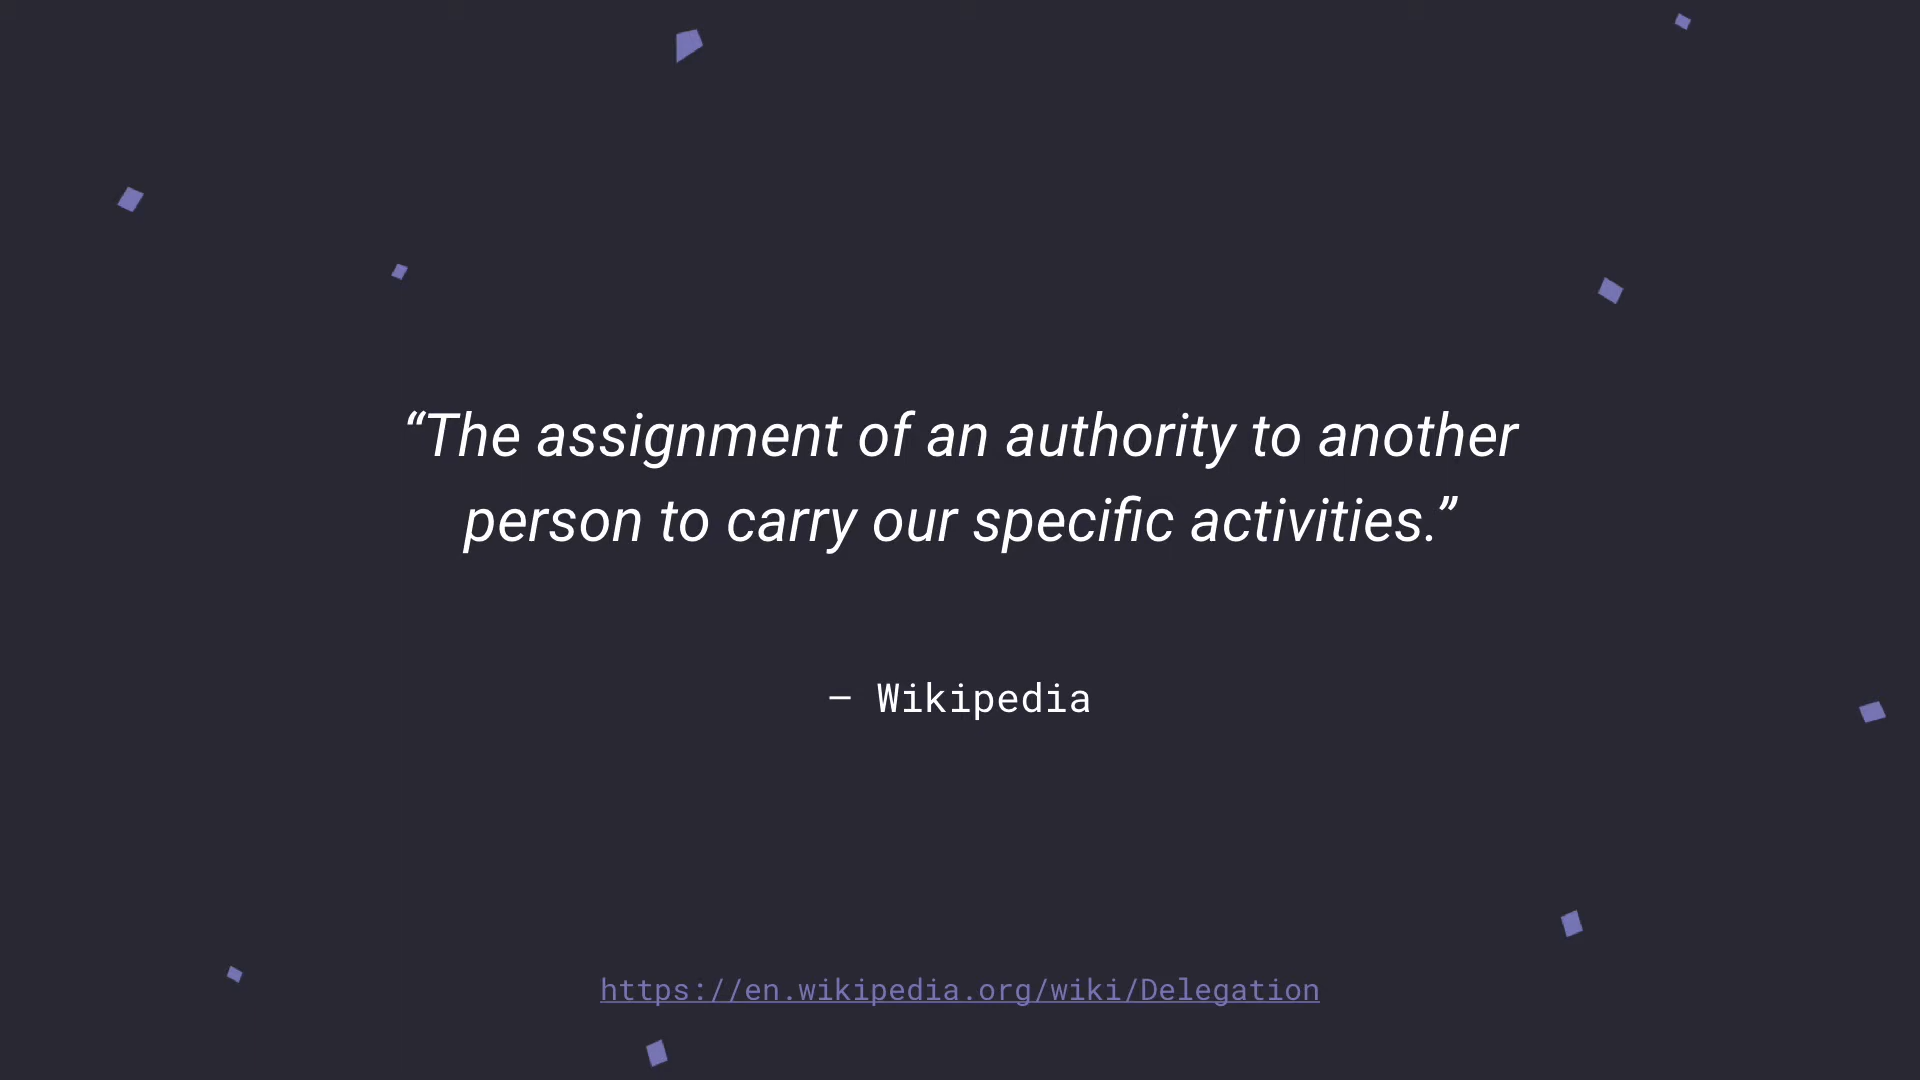 “The assignment of an authority to another
person to carry our specific activities.”
— Wikipedia
https://en.wikipedia.org/wiki/Delegation